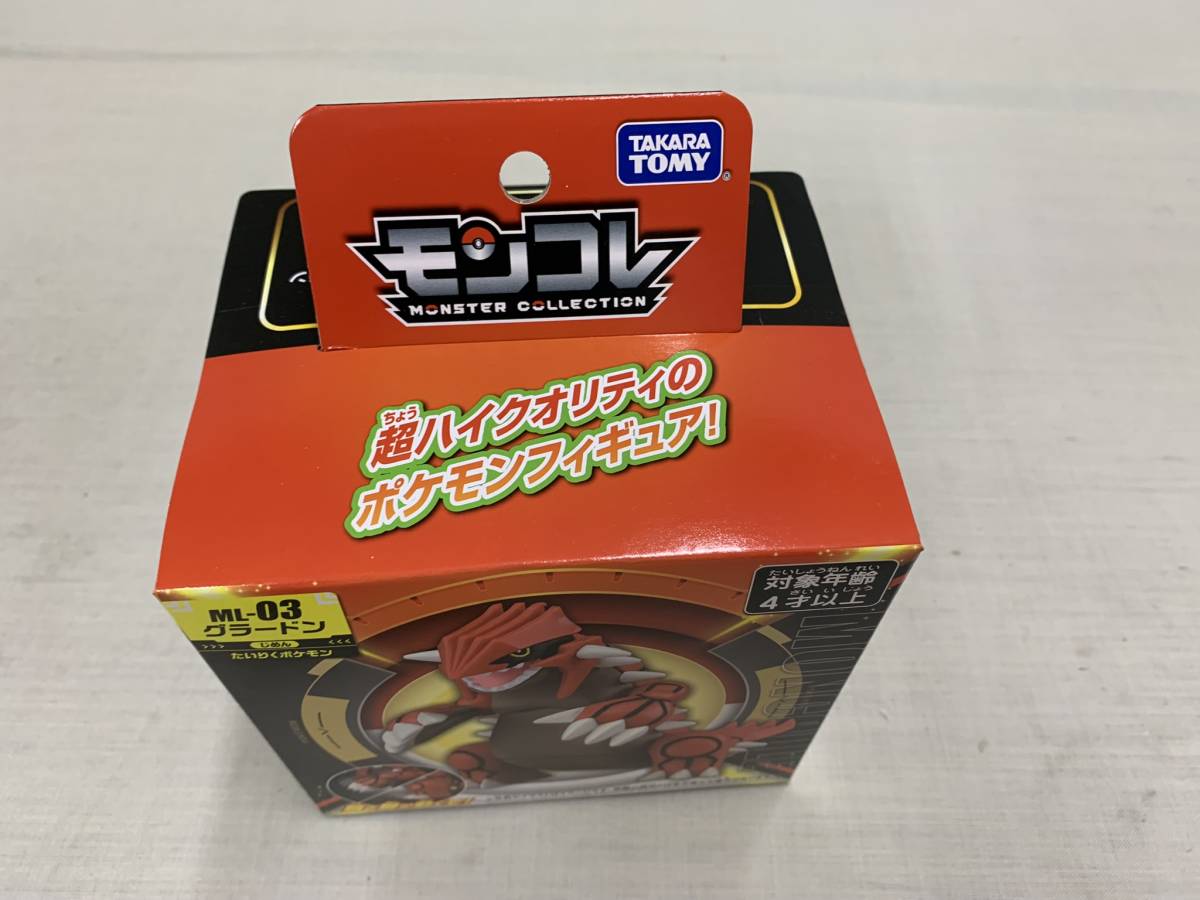 TAKARA
TOMY
モンコレ
MONSTER COLLECTION
ちょう
超ハイクオリティの
ポケモンフィギュア!
ML-03
グラードン
>>> じめん <<<
たいりくポケモン
たいしょうねんれい
対象年齢
さい い じょう
4才以上